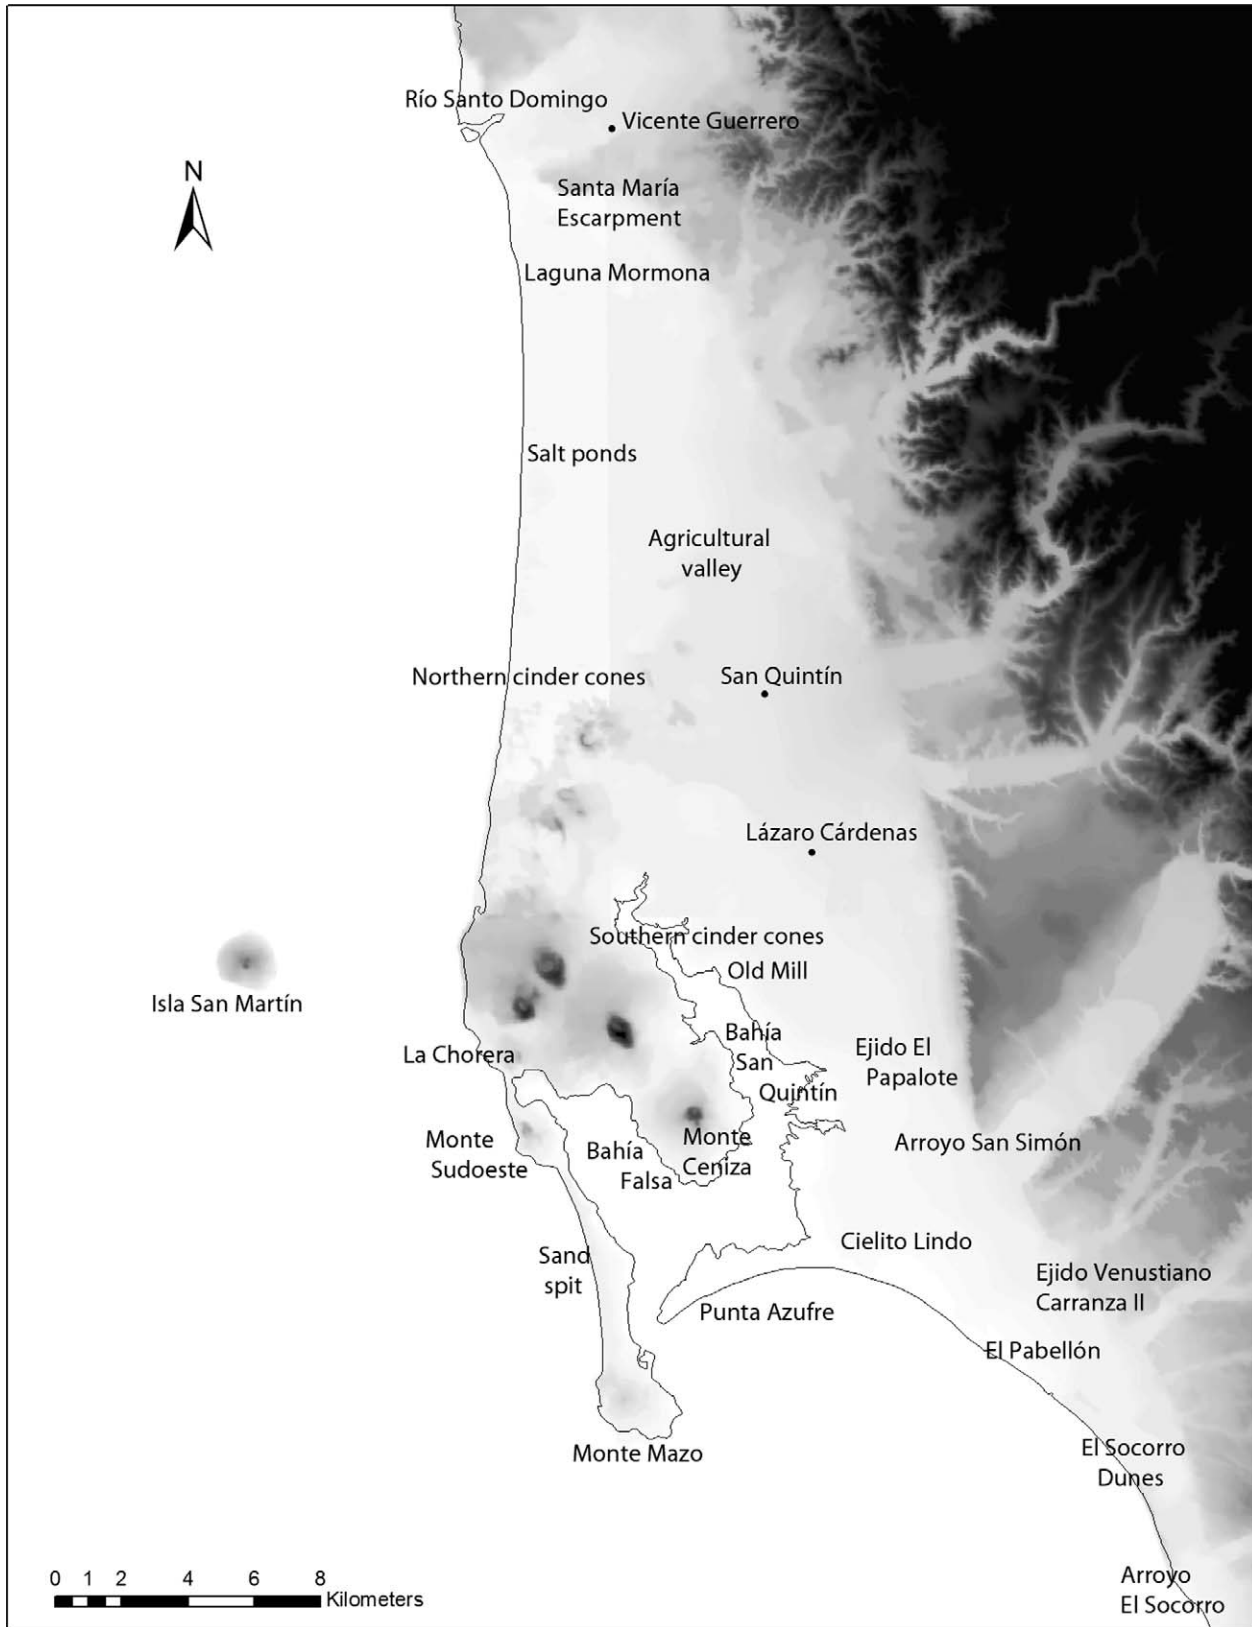 Río Santo Domingo
Vicente Guerrero
N
Santa María
Escarpment
Laguna Mormona
Salt ponds
Agricultural
valley
Northern cinder cones
San Quintín
Lázaro Cárdenas
Southern cinder cones
Old Mill
Isla San Martín
La Chorera
Bahía
San
Quintín
Ejido El
Papalote
Monte
Sudoeste
Bahía
Falsa
Monte
Ceniza
Arroyo San Simón
Sand
spit
Cielito Lindo
Ejido Venustiano
Carranza II
Punta Azufre
El Pabellón
Monte Mazo
El Socorro
Dunes
Arroyo
El Socorro
0 1 2 4 6 8
Kilometers